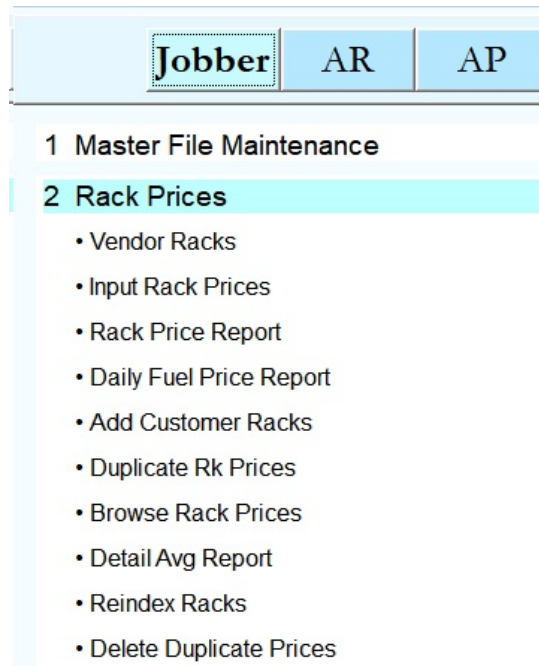 Jobber AR AP
1 Master File Maintenance
2 Rack Prices
• Vendor Racks
• Input Rack Prices
• Rack Price Report
• Daily Fuel Price Report
• Add Customer Racks
• Duplicate Rk Prices
• Browse Rack Prices
• Detail Avg Report
• Reindex Racks
• Delete Duplicate Prices